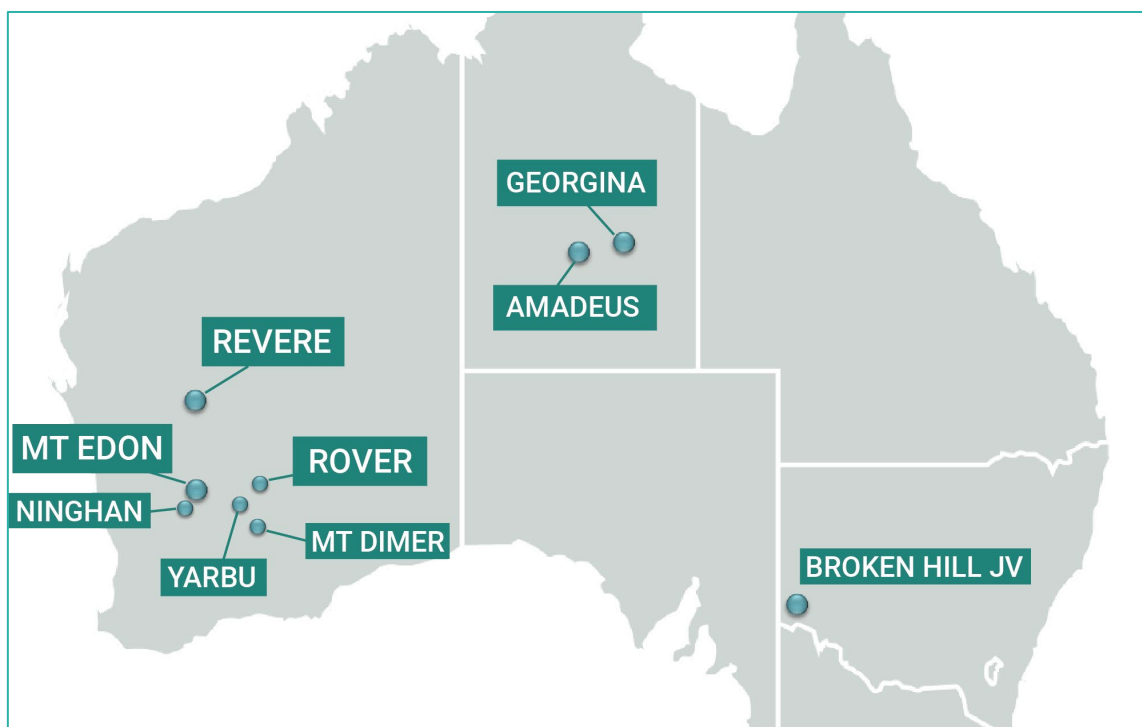 GEORGINA
AMADEUS
REVERE
MT EDON
ROVER
NINGHAN
MT DIMER
YARBU
BROKEN HILL JV